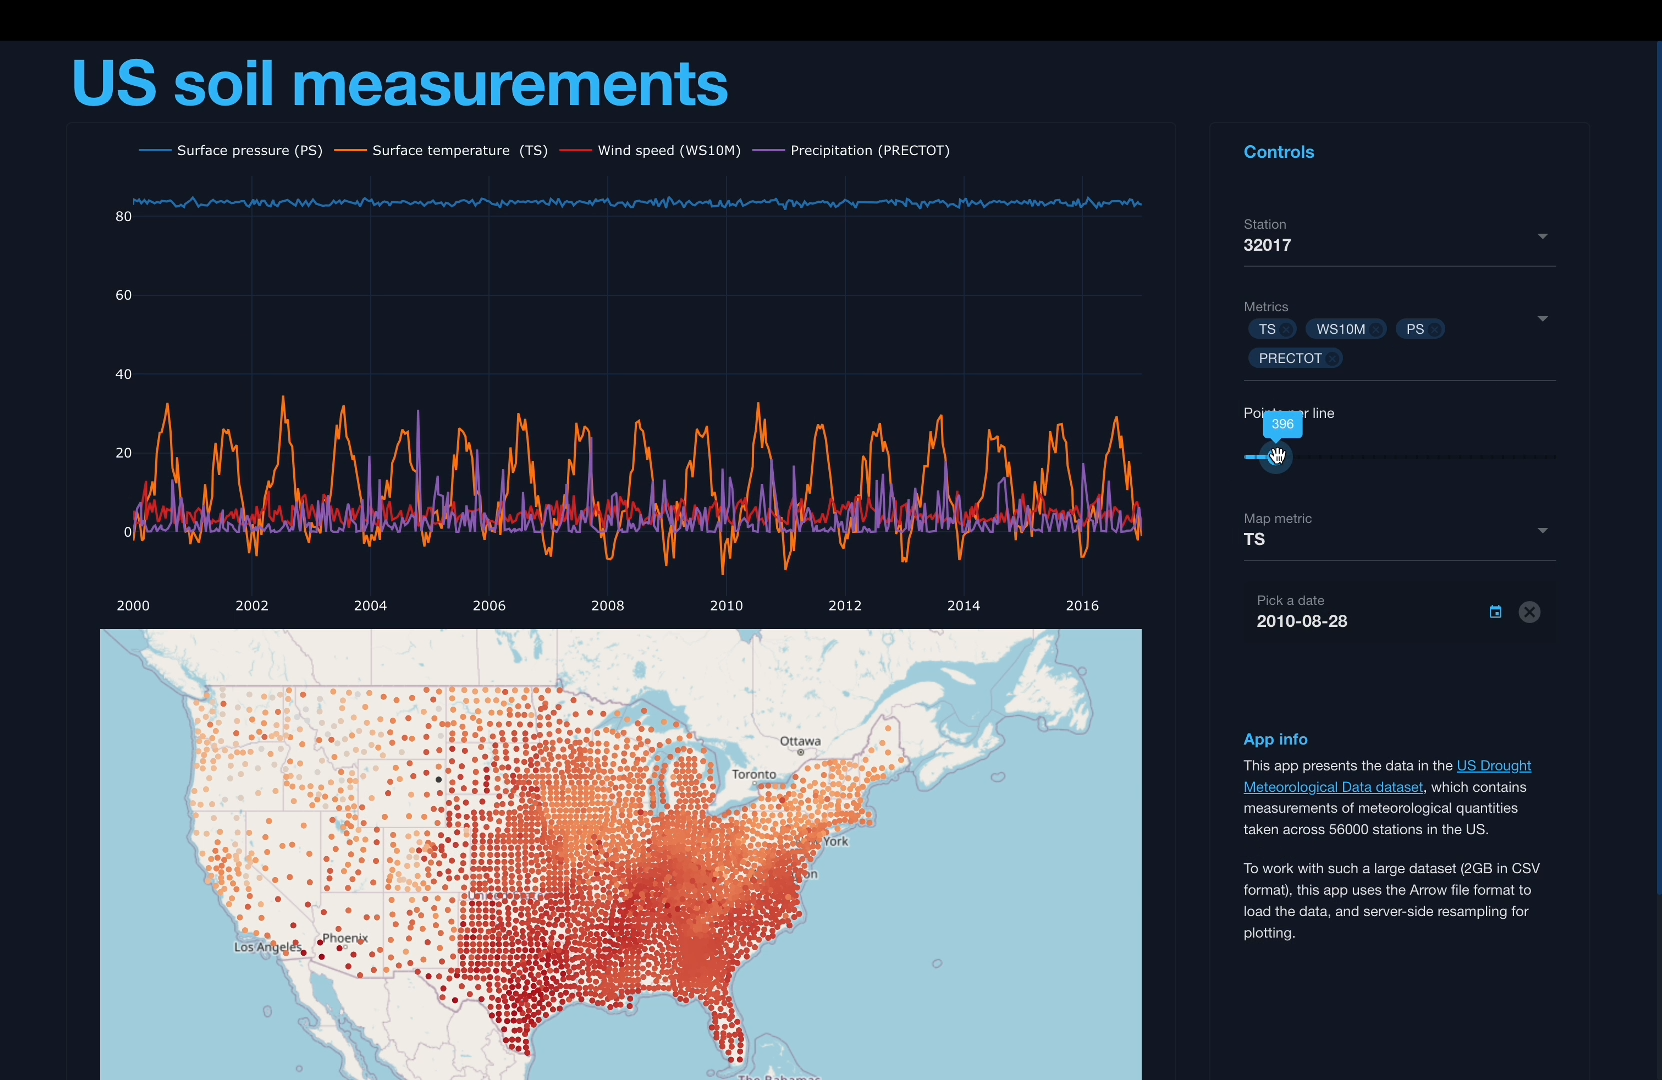 US soil measurements
Surface pressure (PS) Surface temperature (TS) Wind speed (WS10M) Precipitation (PRECTOT)
80
60
40
20
0
2000 2002 2004 2006 2008 2010 2012 2014 2016
Ottawa
Toronto
York
on
Los Angeles
Phoenix
The Bahamas
Controls
Station
32017
Metrics
TS WS10M PS
PRECTOT
Points per line
396
Map metric
TS
Pick a date
2010-08-28
App info
This app presents the data in the US Drought
Meteorological Data dataset, which contains
measurements of meteorological quantities
taken across 56000 stations in the US.
To work with such a large dataset (2GB in CSV
format), this app uses the Arrow file format to
load the data, and server-side resampling for
plotting.